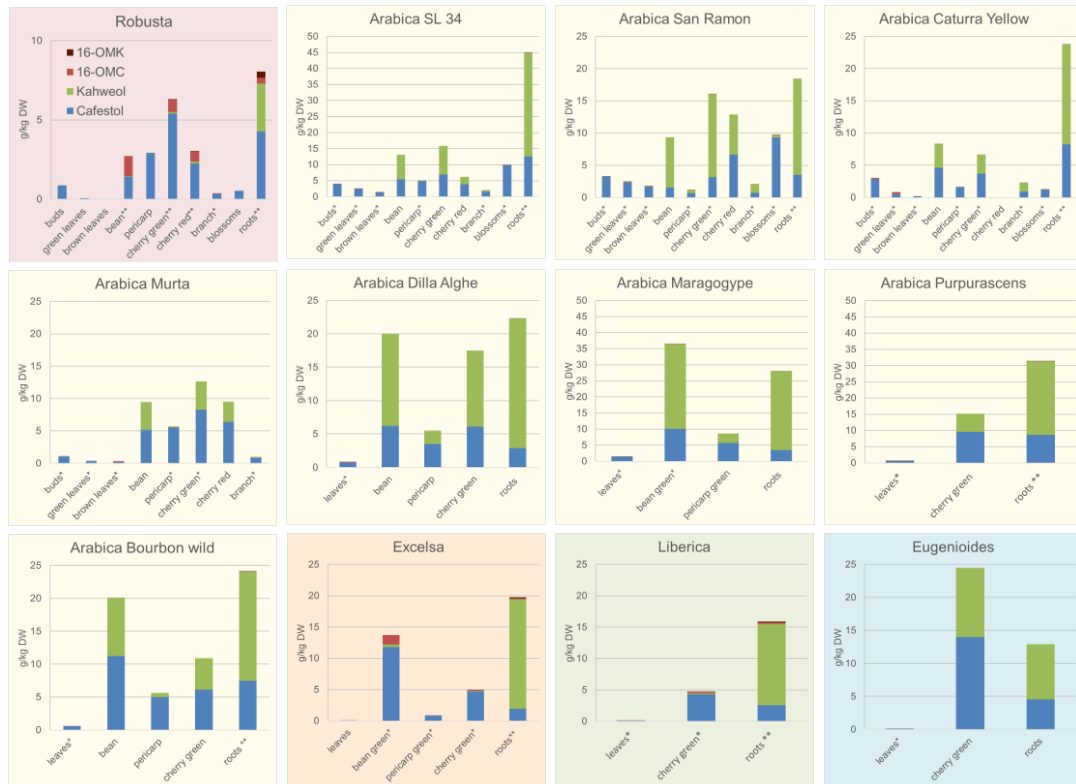 Robusta
10
5
0
g/kg DW
16-OMK
16-OMC
Kahweol
Cafestol
buds
green leaves
brown leaves
bean**
pericarp
cherry green**
cherry red**
branch*
blossoms
roots**
Arabica SL 34
50
45
40
35
30
25
20
15
10
5
0
g/kg DW
buds*
green leaves*
brown leaves*
bean
pericarp*
cherry green
cherry red
branch*
blossoms*
roots**
Arabica San Ramon
25
20
15
10
5
0
g/kg DW
buds*
green leaves*
brown leaves*
bean
pericarp*
cherry green*
cherry red
branch*
blossoms*
roots **
Arabica Caturra Yellow
25
20
15
10
5
0
g/kg DW
buds*
green leaves*
brown leaves*
bean
pericarp*
cherry green*
cherry red
branch*
blossoms*
roots **
Arabica Murta
25
20
15
10
5
0
g/kg DW
buds*
green leaves*
brown leaves*
bean
pericarp*
cherry green*
cherry red
branch*
Arabica Dilla Alghe
25
20
15
10
5
0
g/kg DW
leaves*
bean
pericarp
cherry green
roots
Arabica Maragogype
50
45
40
35
30
25
20
15
10
5
0
g/kg DW
leaves*
bean green*
pericarp green
roots
Arabica Purpurascens
50
45
40
35
30
25
20
15
10
5
0
g/kg DW
leaves*
cherry green
roots **
Arabica Bourbon wild
25
20
15
10
5
0
g/kg DW
leaves*
bean
pericarp
cherry green
roots **
Excelsa
25
20
15
10
5
0
g/kg DW
leaves
bean green*
pericarp green*
cherry green*
roots**
Liberica
25
20
15
10
5
0
g/kg DW
leaves*
cherry green*
roots **
Eugenioides
25
20
15
10
5
0
g/kg DW
leaves*
cherry green
roots